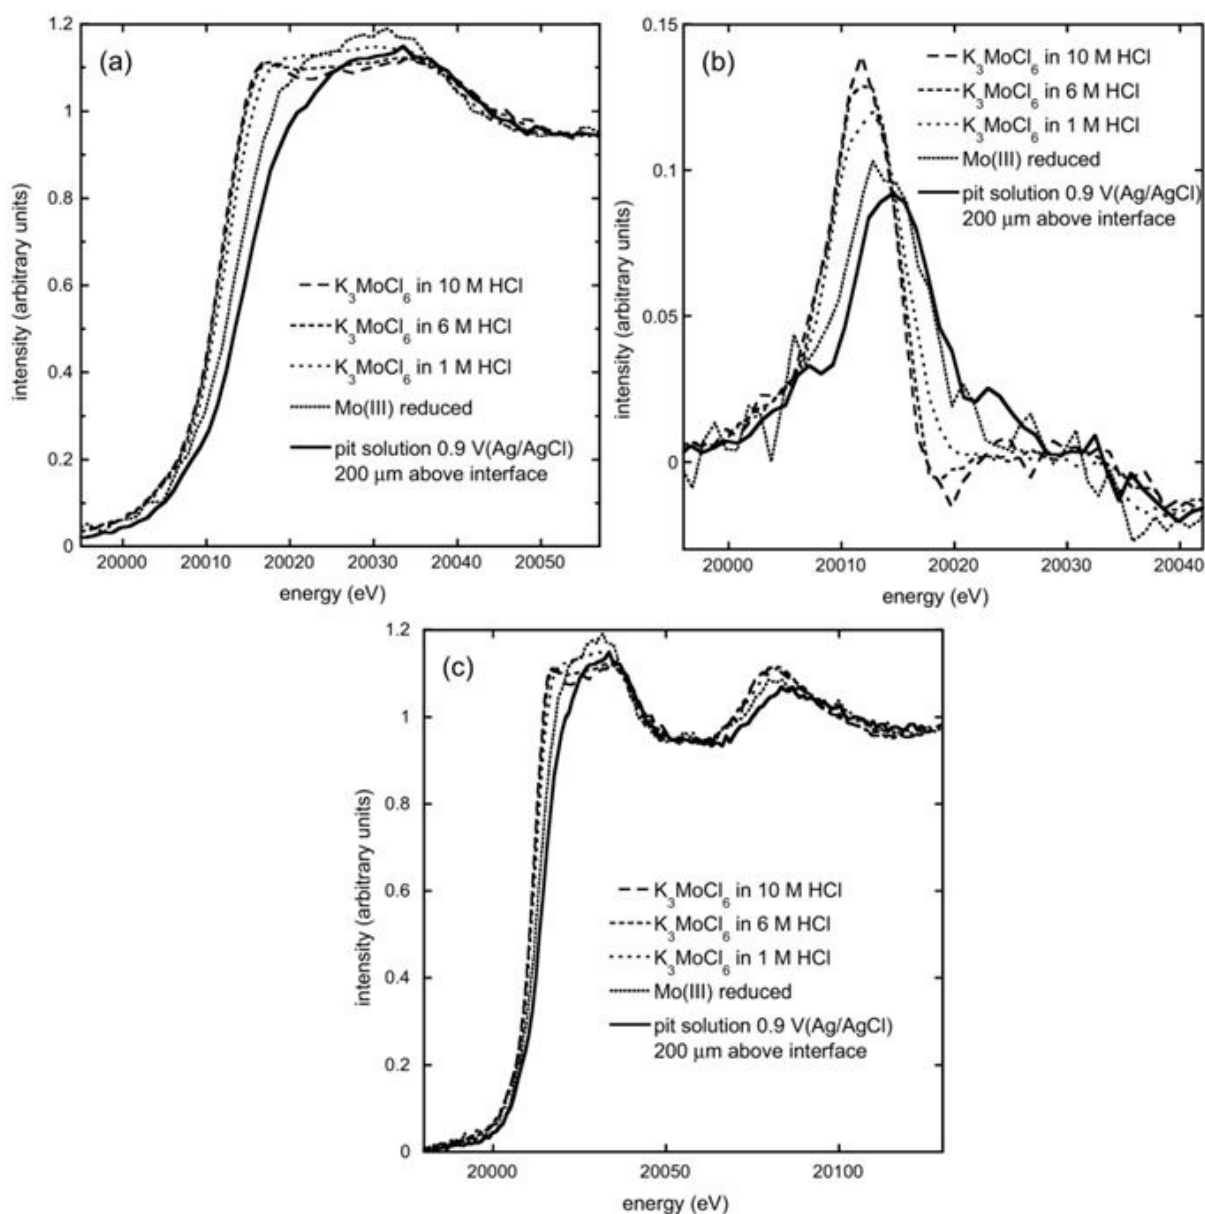 (a)
1.2
1
0.8
0.6
0.4
0.2
0
intensity (arbitrary units)
K3MoCl6 in 10 M HCl
K3MoCl6 in 6 M HCl
K3MoCl6 in 1 M HCl
Mo(III) reduced
pit solution 0.9 V(Ag/AgCl)
200 μm above interface
20000 20010 20020 20030 20040 20050
energy (eV)
(b)
0.15
0.1
0.05
0
intensity (arbitrary units)
K3MoCl6 in 10 M HCl
K3MoCl6 in 6 M HCl
K3MoCl6 in 1 M HCl
Mo(III) reduced
pit solution 0.9 V(Ag/AgCl)
200 μm above interface
20000 20010 20020 20030 20040
energy (eV)
(c)
1.2
1
0.8
0.6
0.4
0.2
0
intensity (arbitrary units)
K3MoCl6 in 10 M HCl
K3MoCl6 in 6 M HCl
K3MoCl6 in 1 M HCl
Mo(III) reduced
pit solution 0.9 V(Ag/AgCl)
200 μm above interface
20000 20050 20100
energy (eV)